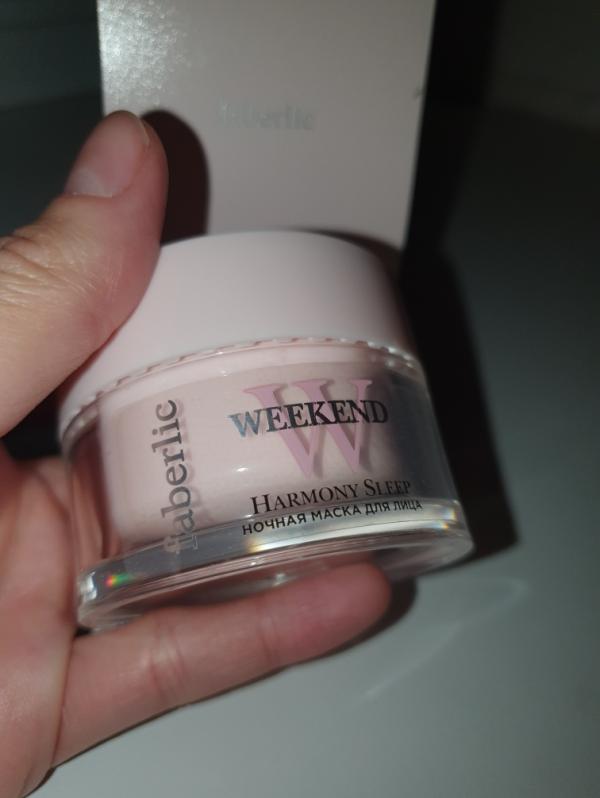 faberlic
faberlic
W
WEEKEND
HARMONY SLEEP
НОЧНАЯ МАСКА ДЛЯ ЛИЦА